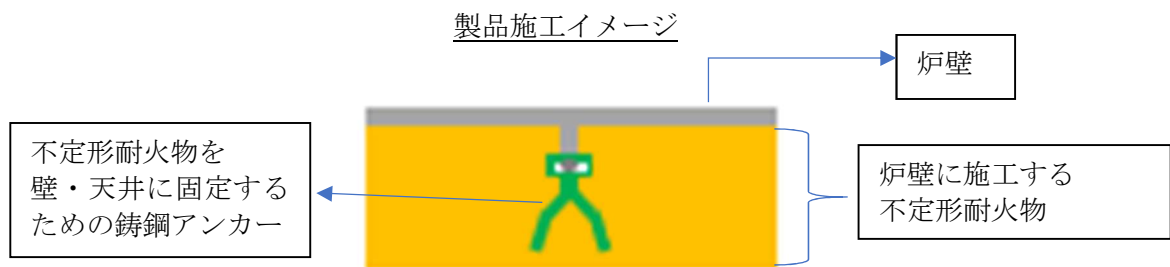 製品施工イメージ
炉壁
不定形耐火物を
壁・天井に固定する
ための鋳鋼アンカー
炉壁に施工する
不定形耐火物